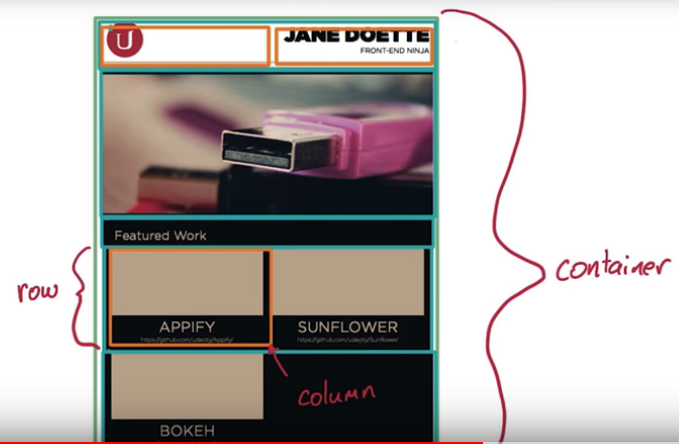 U
JANE DOETTE
FRONT-END NINJA
Featured Work
container
row
APPIFY
SUNFLOWER
https://github.com/udacity/Appify/
https://github.com/udacity/Sunflower/
column
BOKEH